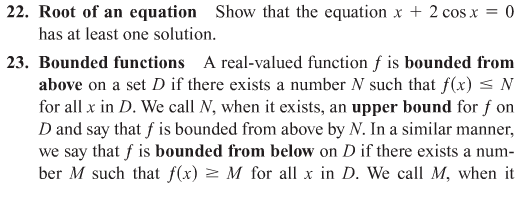 22. Root of an equation Show that the equation x + 2 cos x = 0
has at least one solution.
23. Bounded functions A real-valued function f is bounded from
above on a set D if there exists a number N such that f(x) ≤ N
for all x in D. We call N, when it exists, an upper bound for f on
D and say that f is bounded from above by N. In a similar manner,
we say that f is bounded from below on D if there exists a num-
ber M such that f(x) ≥ M for all x in D. We call M, when it